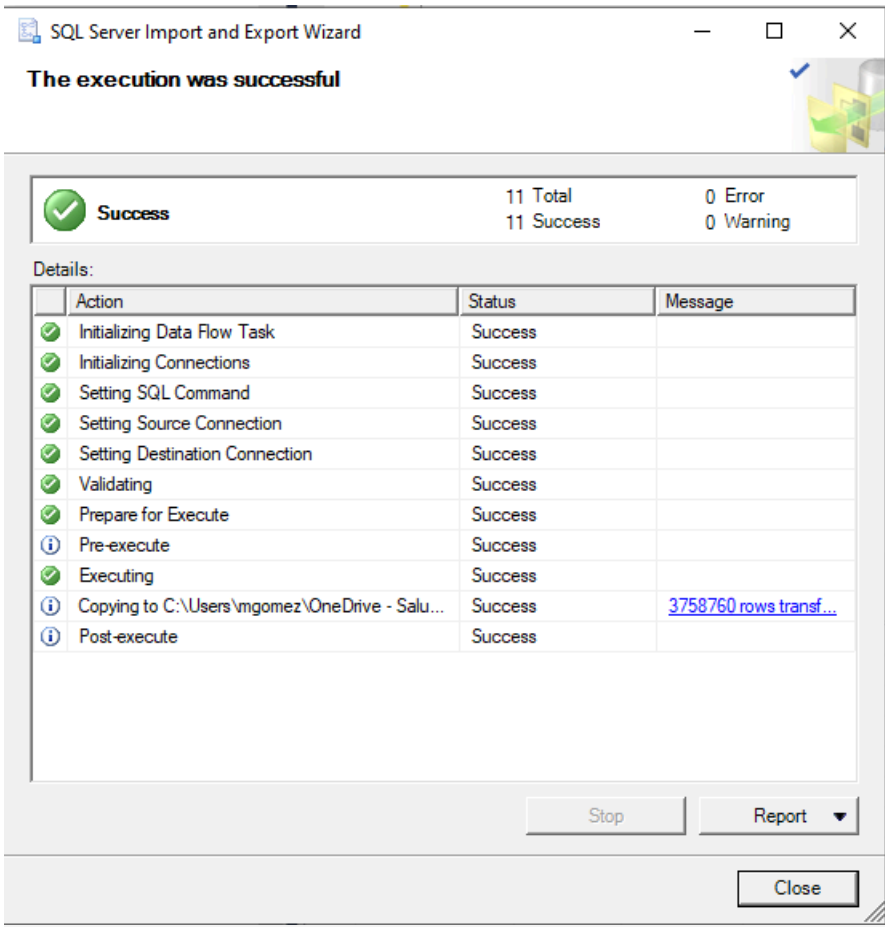 SQL Server Import and Export Wizard
The execution was successful
Success
11 Total 0 Error
11 Success 0 Warning
Details:
Action Status Message
Initializing Data Flow Task Success
Initializing Connections Success
Setting SQL Command Success
Setting Source Connection Success
Setting Destination Connection Success
Validating Success
Prepare for Execute Success
Pre-execute Success
Executing Success
Copying to C:\Users\mgomez\OneDrive - Salu... Success 3758760 rows transf...
Post-execute Success
Stop Report
Close